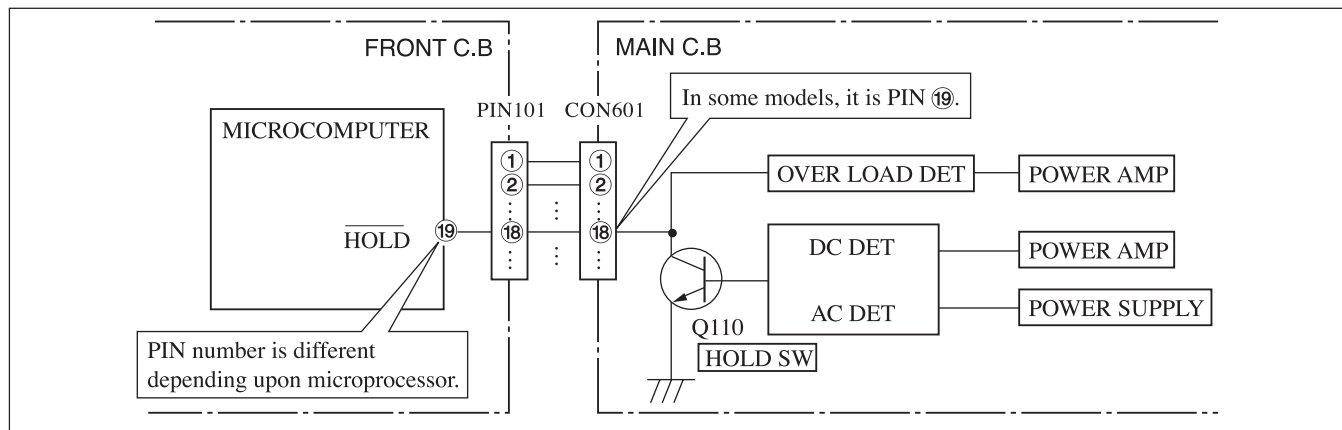 FRONT C.B
MAIN C.B
PIN101
CON601
In some models, it is PIN ⑲.
MICROCOMPUTER
①
①
②
②
OVER LOAD DET
POWER AMP
HOLD
⑲
⑱
⑱
DC DET
POWER AMP
AC DET
POWER SUPPLY
Q110
HOLD SW
PIN number is different
depending upon microprocessor.